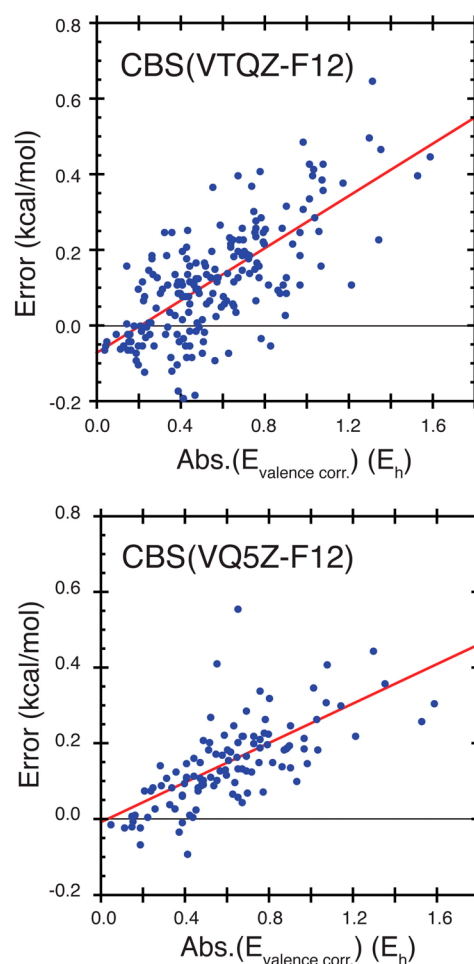 0.8
CBS(VTQZ-F12)
0.6
0.4
0.2
0.0
-0.2
Error (kcal/mol)
0.0 0.4 0.8 1.2 1.6
Abs.(Evalence corr.) (Eh)
0.8
CBS(VQ5Z-F12)
0.6
0.4
0.2
0.0
-0.2
Error (kcal/mol)
0.0 0.4 0.8 1.2 1.6
Abs.(Evalence corr.) (Eh)